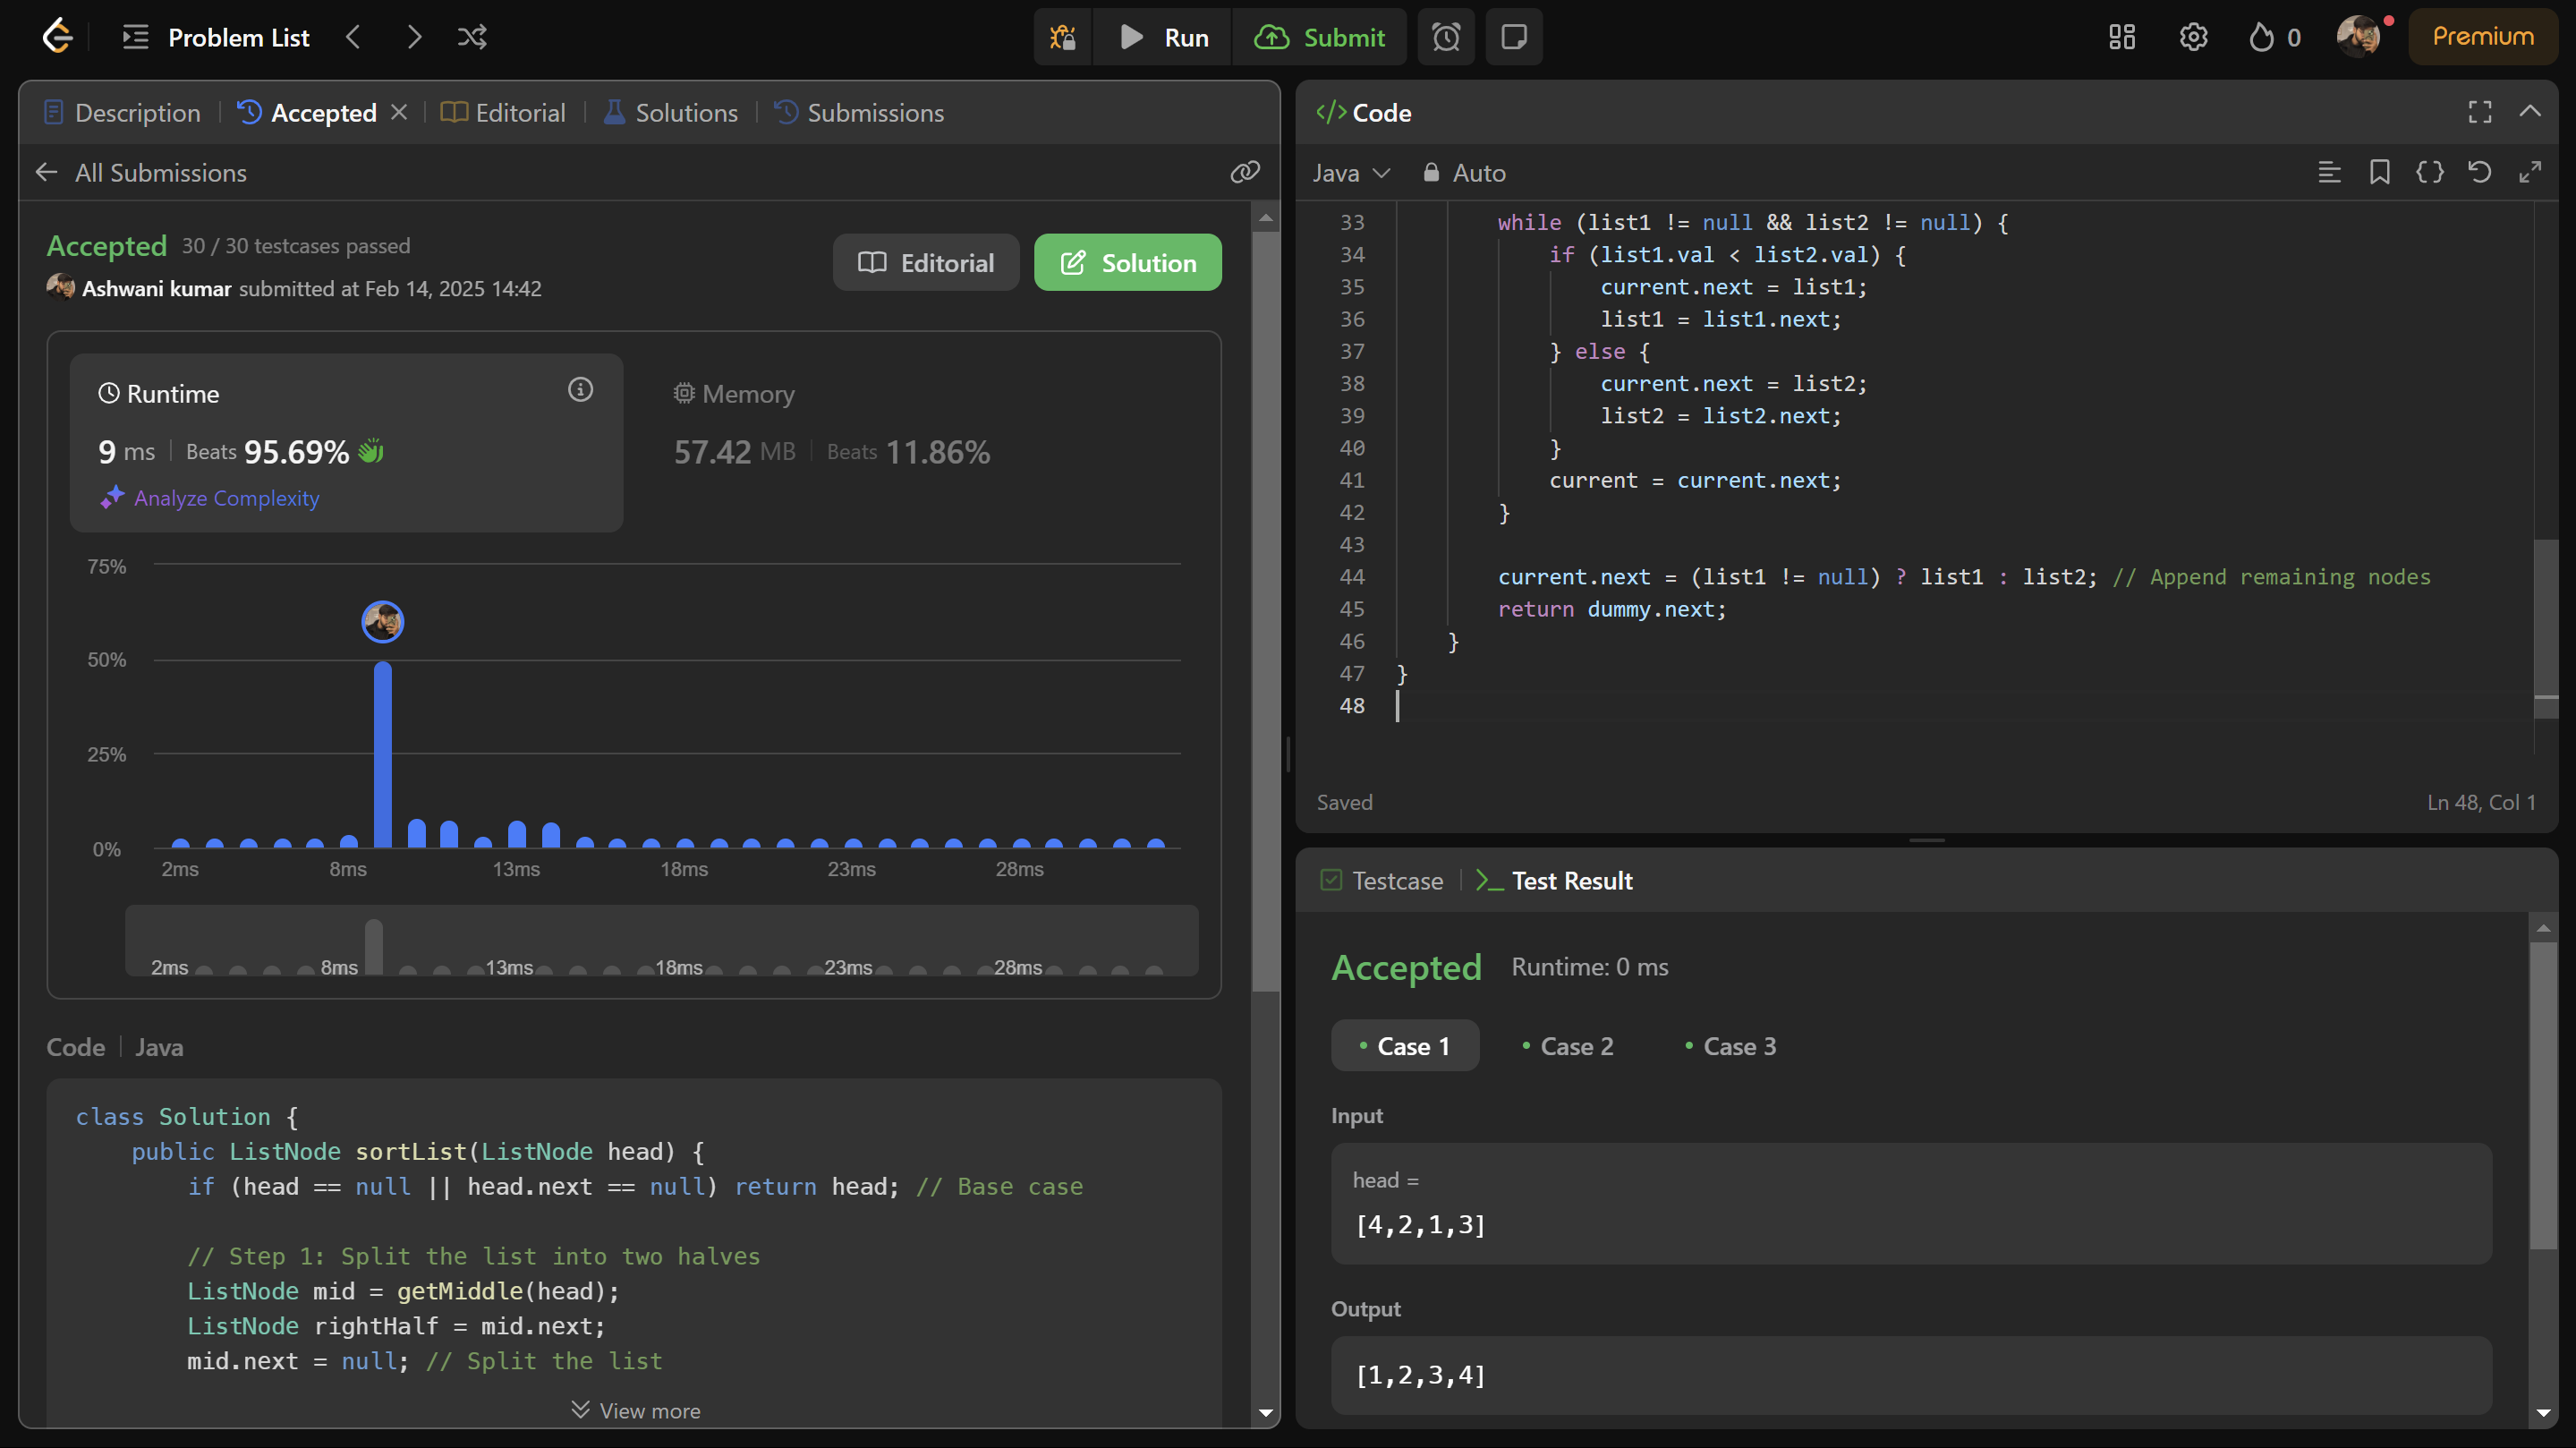 Problem List
Run
Submit
0
Premium
Description
Accepted
Editorial
Solutions
Submissions
All Submissions
Accepted 30 / 30 testcases passed
Ashwani kumar submitted at Feb 14, 2025 14:42
Editorial
Solution
Runtime
9 ms Beats 95.69%
Analyze Complexity
Memory
57.42 MB Beats 11.86%
75%
50%
25%
0%
2ms 8ms 13ms 18ms 23ms 28ms
2ms 8ms 13ms 18ms 23ms 28ms
Code Java
class Solution {
    public ListNode sortList(ListNode head) {
        if (head == null || head.next == null) return head; // Base case
        // Step 1: Split the list into two halves
        ListNode mid = getMiddle(head);
        ListNode rightHalf = mid.next;
        mid.next = null; // Split the list
View more
</> Code
Java Auto
33 while (list1 != null && list2 != null) {
34 if (list1.val < list2.val) {
35 current.next = list1;
36 list1 = list1.next;
37 } else {
38 current.next = list2;
39 list2 = list2.next;
40 }
41 current = current.next;
42 }
43
44 current.next = (list1 != null) ? list1 : list2; // Append remaining nodes
45 return dummy.next;
46 }
47 }
48
Saved
Ln 48, Col 1
Testcase
Test Result
Accepted Runtime: 0 ms
Case 1
Case 2
Case 3
Input
head =
[4,2,1,3]
Output
[1,2,3,4]